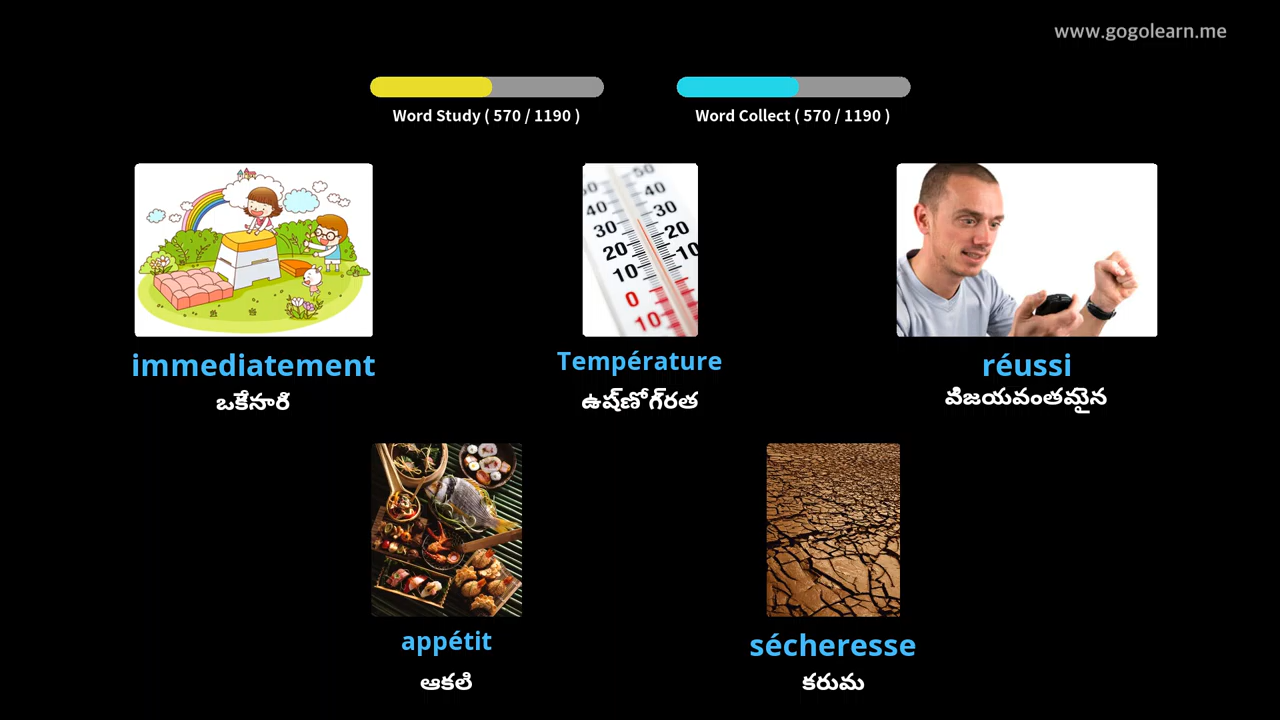 www.gogolearn.me
Word Study ( 570 / 1190 )
Word Collect ( 570 / 1190 )
immediatement
ఒకేసారి
Température
ఉష్ణోగ్రత
réussi
విజయవంతమైన
appétit
ఆకలి
sécheresse
కరువు